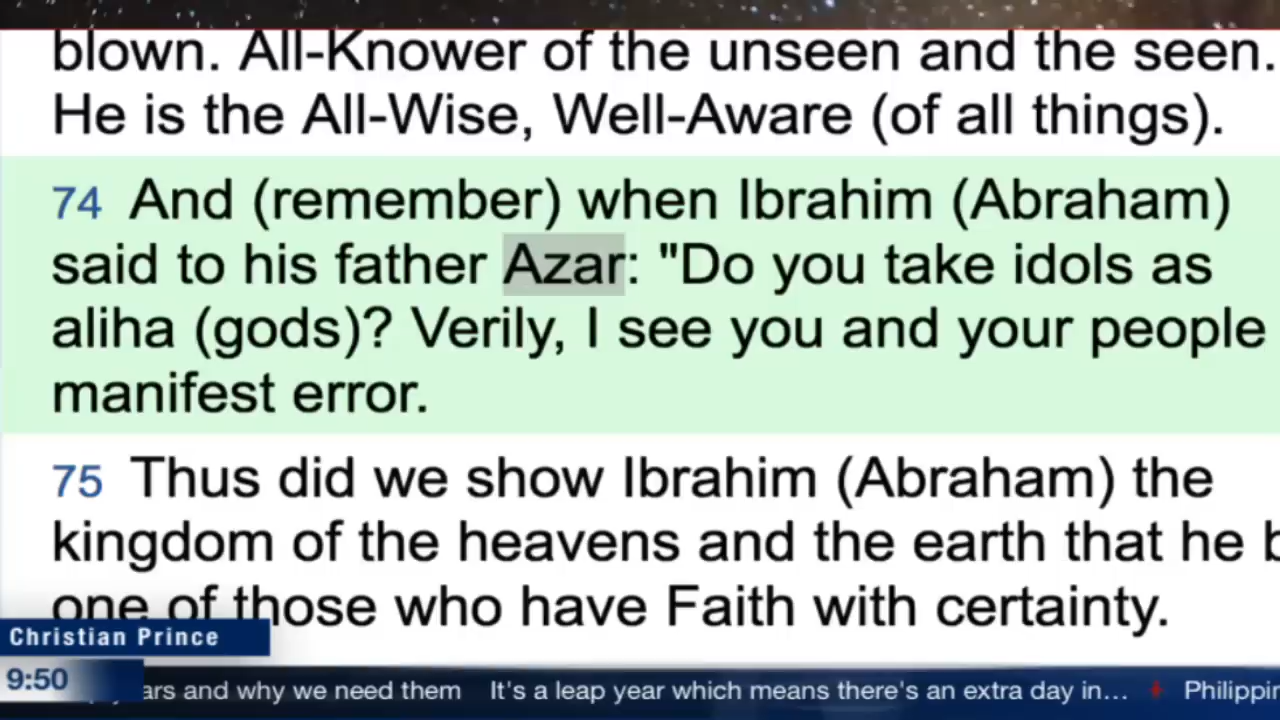 blown. All-Knower of the unseen and the seen.
He is the All-Wise, Well-Aware (of all things).
74 And (remember) when Ibrahim (Abraham)
said to his father Azar: "Do you take idols as
aliha (gods)? Verily, I see you and your people
manifest error.
75 Thus did we show Ibrahim (Abraham) the
kingdom of the heavens and the earth that he
one of those who have Faith with certainty.
Christian Prince
9:50
and why we need them It's a leap year which means there's an extra day in...